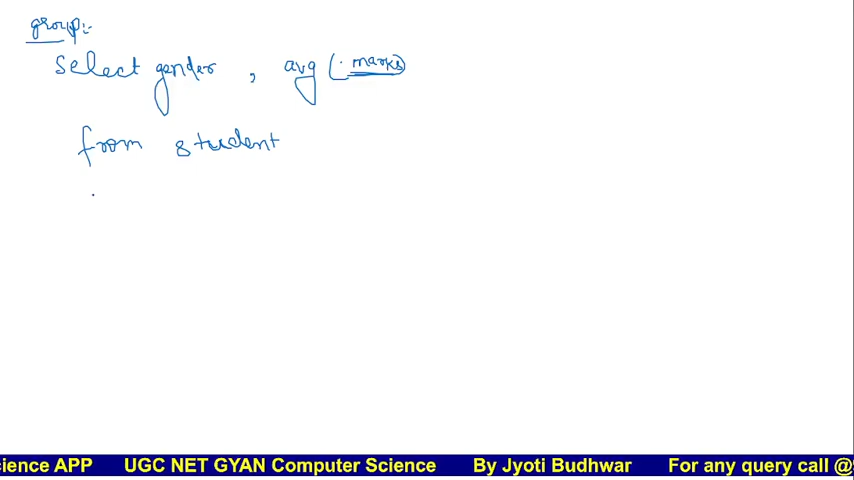 group:-
Select gender , avg (marks)
from student
cience APP UGC NET GYAN Computer Science By Jyoti Budhwar For any query call @